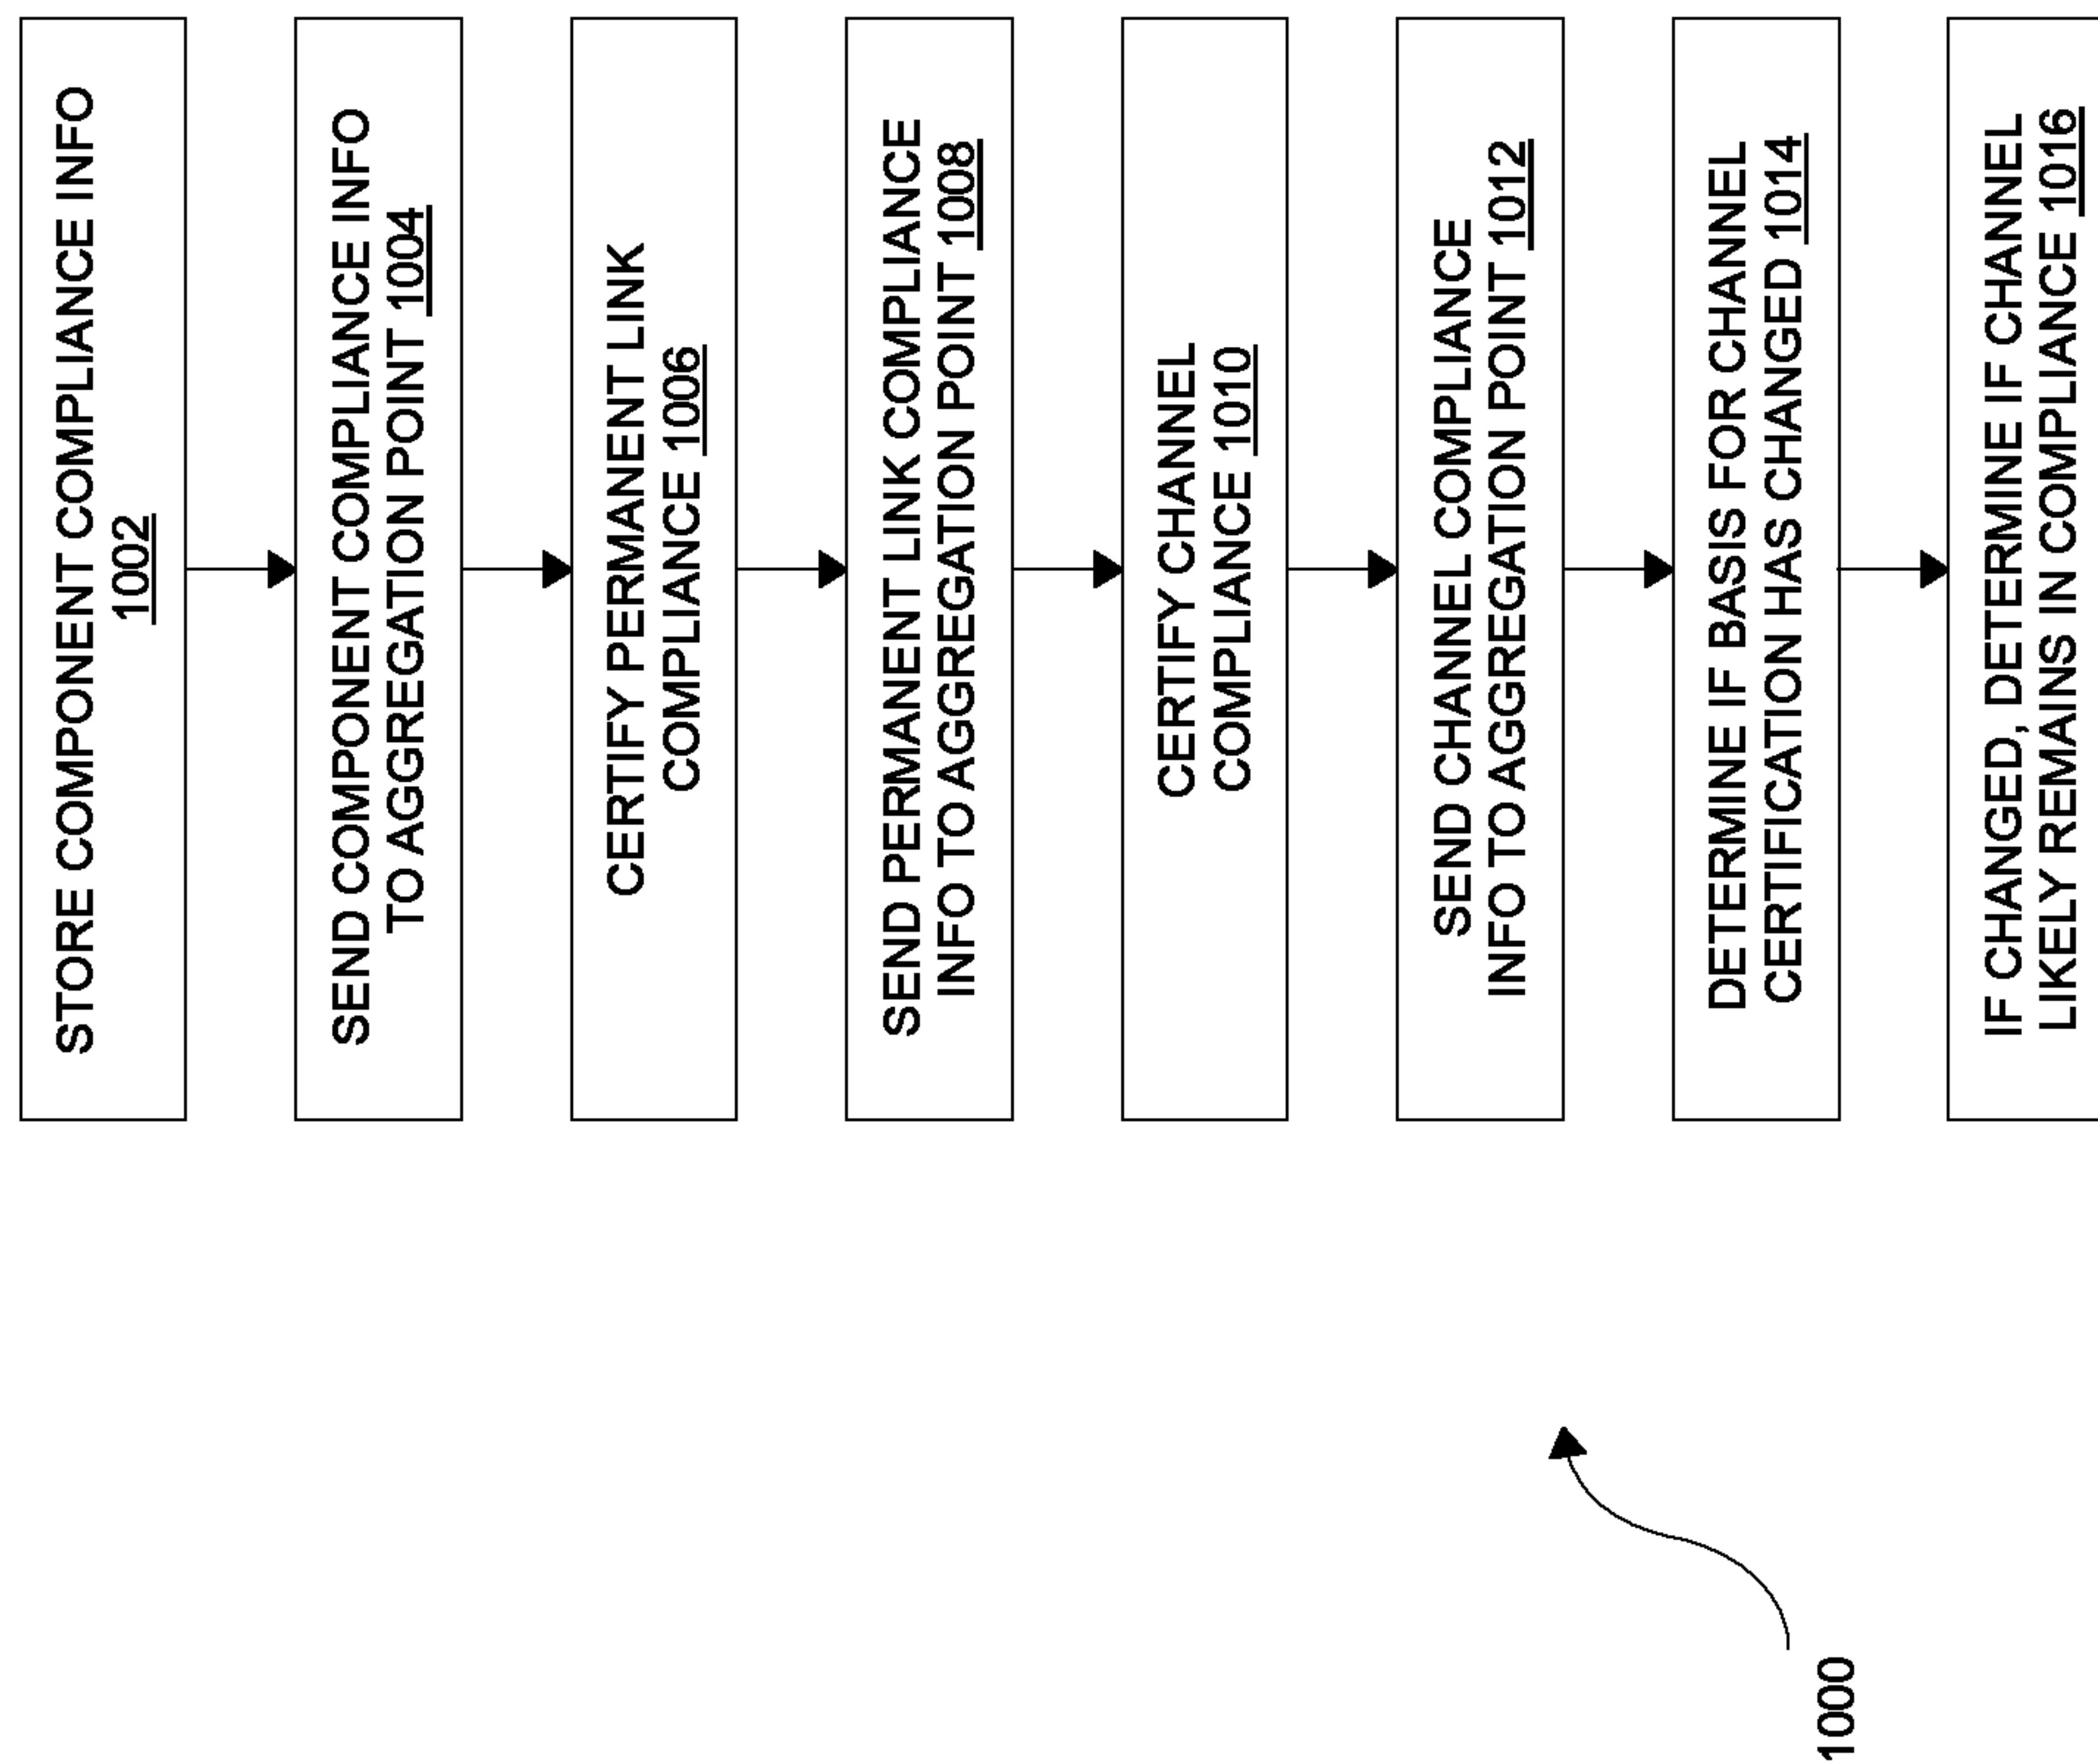 STORE COMPONENT COMPLIANCE INFO
1002
SEND COMPONENT COMPLIANCE INFO
TO AGGREGATION POINT 1004
CERTIFY PERMANENT LINK
COMPLIANCE 1006
SEND PERMANENT LINK COMPLIANCE
INFO TO AGGREGATION POINT 1008
CERTIFY CHANNEL
COMPLIANCE 1010
SEND CHANNEL COMPLIANCE
INFO TO AGGREGATION POINT 1012
DETERMINE IF BASIS FOR CHANNEL
CERTIFICATION HAS CHANGED 1014
IF CHANGED, DETERMINE IF CHANNEL
LIKELY REMAINS IN COMPLIANCE 1016
1000